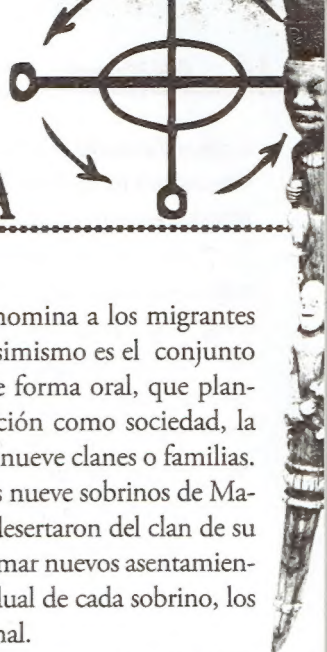 A
nomina a los migrantes
simismo es el conjunto
e forma oral, que plan-
ción como sociedad, la
nueve clanes o familias.
s nueve sobrinos de Ma-
desertaron del clan de su
mar nuevos asentamien-
lual de cada sobrino, los
nal.